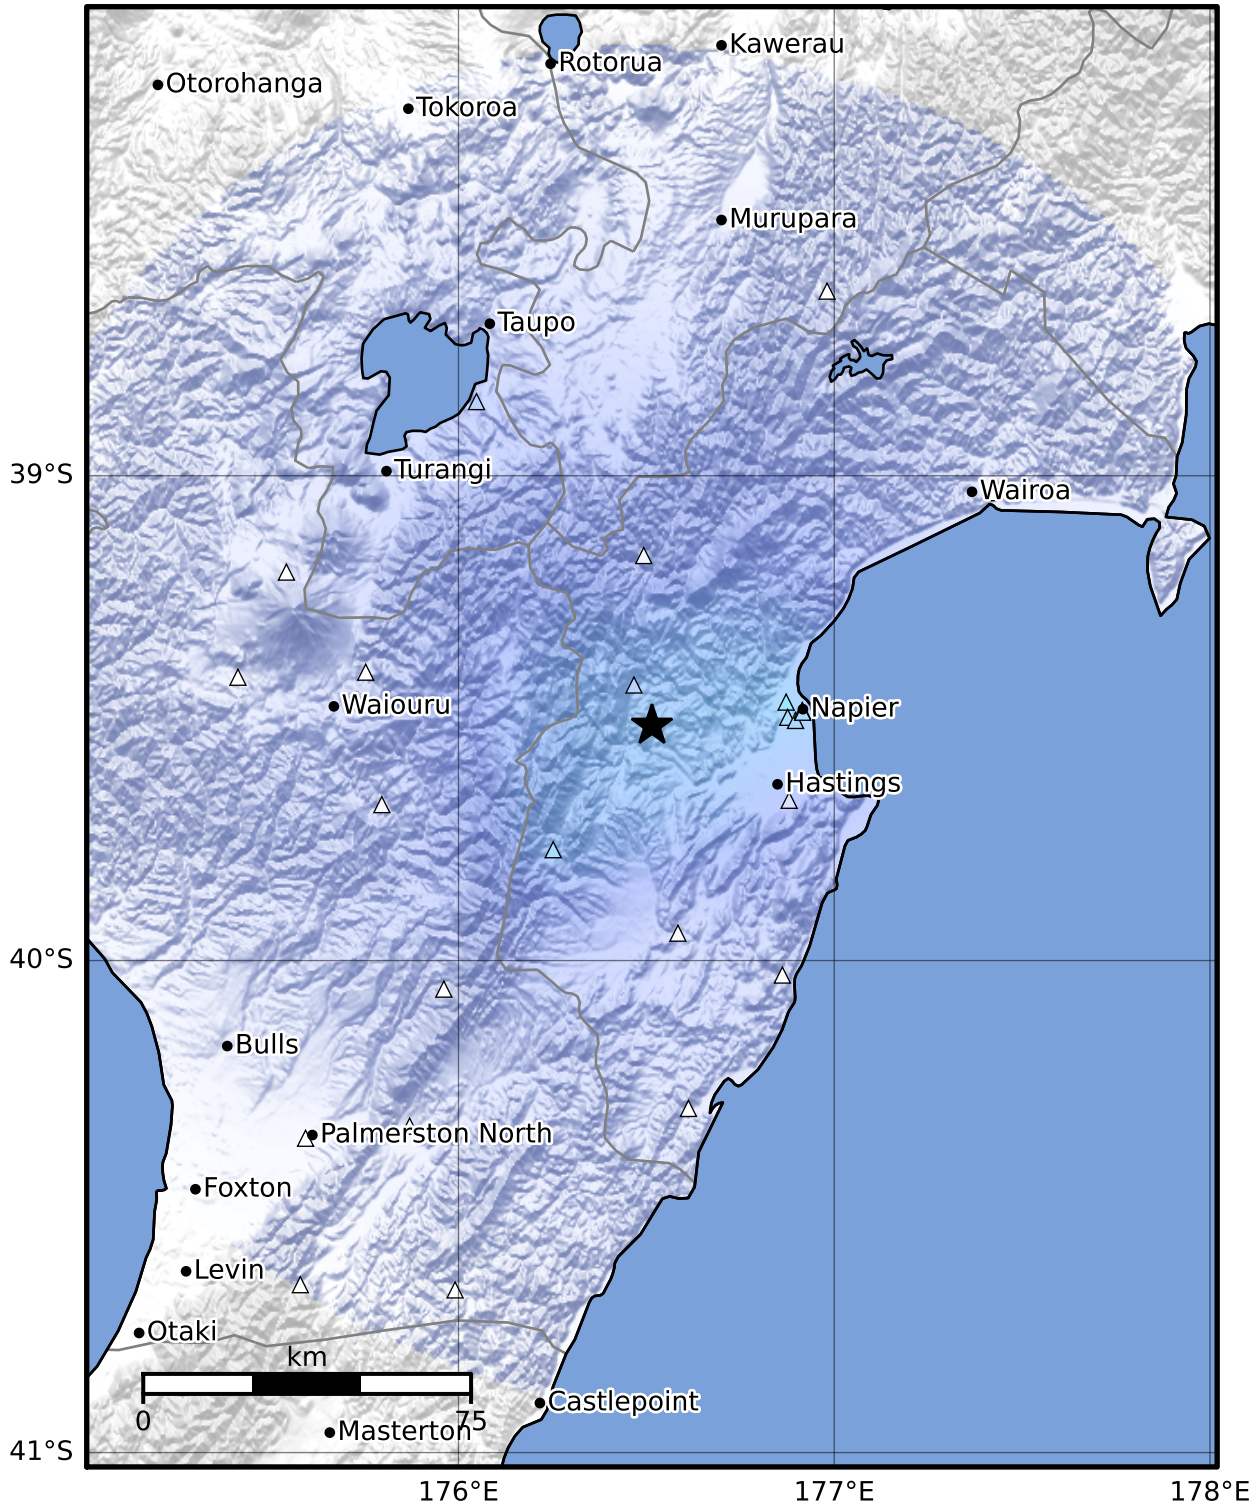 Kawerau
Rotorua
Otorohanga
Tokoroa
Murupara
Taupo
Turangi
39°S
Wairoa
Waiouru
Napier
Hastings
40°S
Bulls
Palmerston North
Foxton
Levin
Otaki
km
0
75
Castlepoint
Masterton
41°S
176°E
177°E
178°E